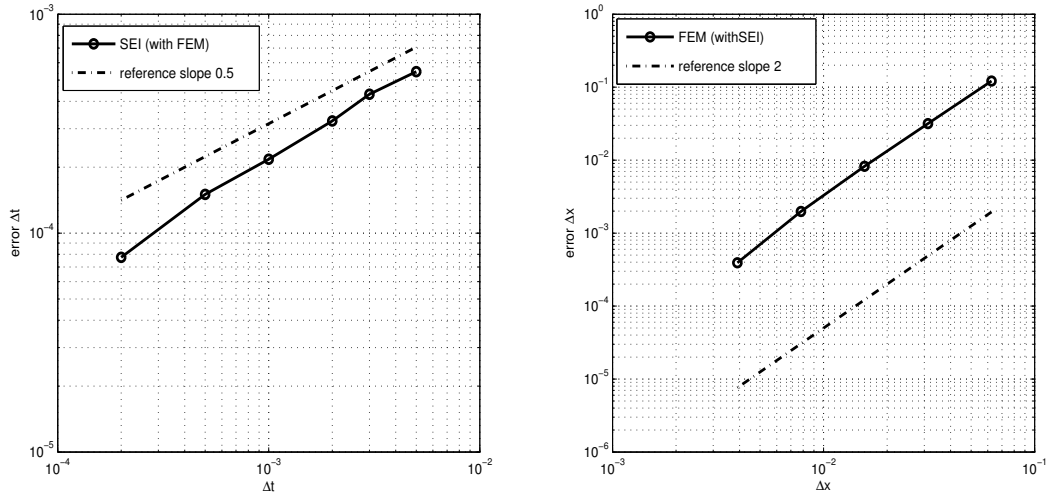 10^-3
SEI (with FEM)
reference slope 0.5
10^-4
10^-5
error Δt
10^-4
10^-3
10^-2
Δt
10^0
FEM (withSEI)
reference slope 2
10^-1
10^-2
10^-3
10^-4
10^-5
10^-6
error Δx
10^-3
10^-2
10^-1
Δx